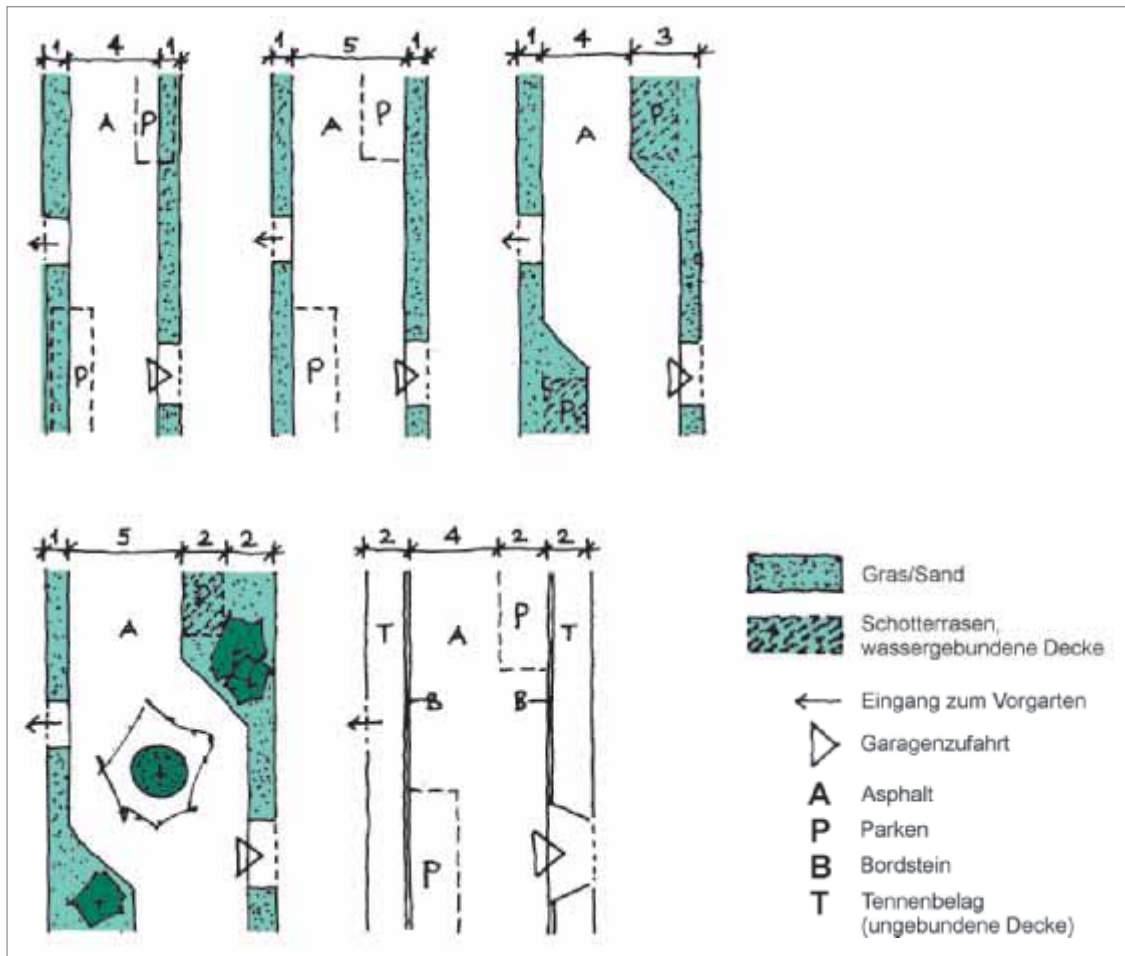 1 4 1
A P
P
1 5 1
A P
P
1 4 3
A P
P
1 5 2 2
A P
2 4 2 2
T A P T
B B
P
Gras/Sand
Schotterrasen,
wassergebundene Decke
Eingang zum Vorgarten
Garagenzufahrt
A Asphalt
P Parken
B Bordstein
T Tennenbelag
(ungebundene Decke)